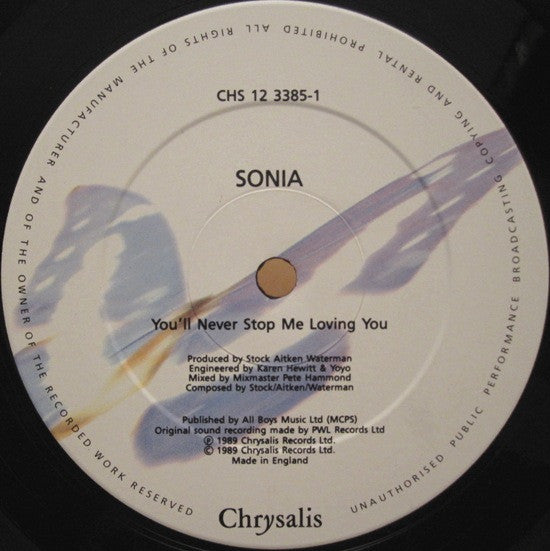 CHS 12 3385-1
SONIA
You'll Never Stop Me Loving You
Produced by Stock Aitken Waterman
Engineered by Karen Hewitt & Yoyo
Mixed by Mixmaster Pete Hammond
Composed by Stock/Aitken/Waterman
Published by All Boys Music Ltd (MCPS)
Original sound recording made by PWL Records Ltd
℗ 1989 Chrysalis Records Ltd.
© 1989 Chrysalis Records Ltd.
Made in England
Chrysalis
ALL RIGHTS OF THE MANUFACTURER AND OF THE OWNER OF THE RECORDED WORK RESERVED
UNAUTHORISED PUBLIC PERFORMANCE BROADCASTING COPYING AND RENTAL PROHIBITED